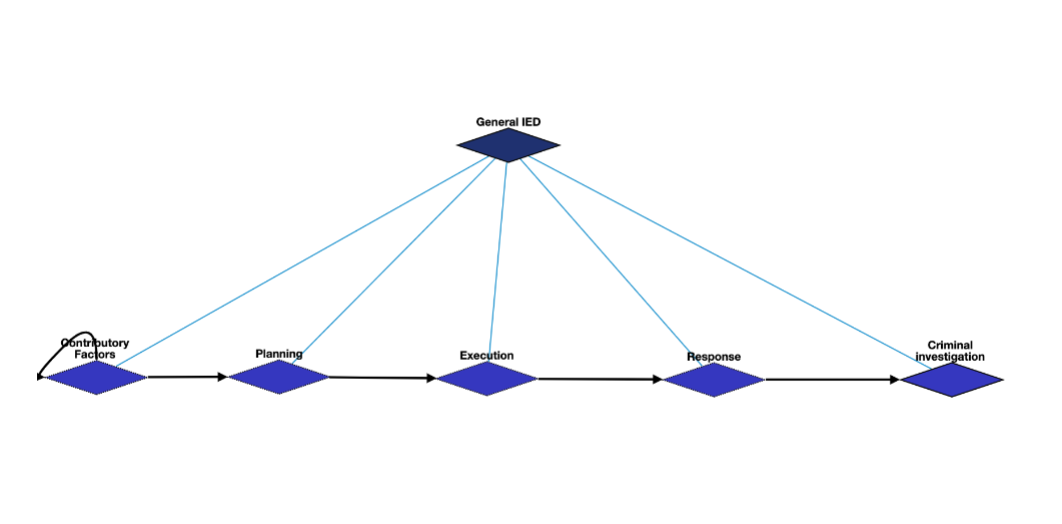 General IED
Contributory
Factors
Planning
Execution
Response
Criminal
investigation